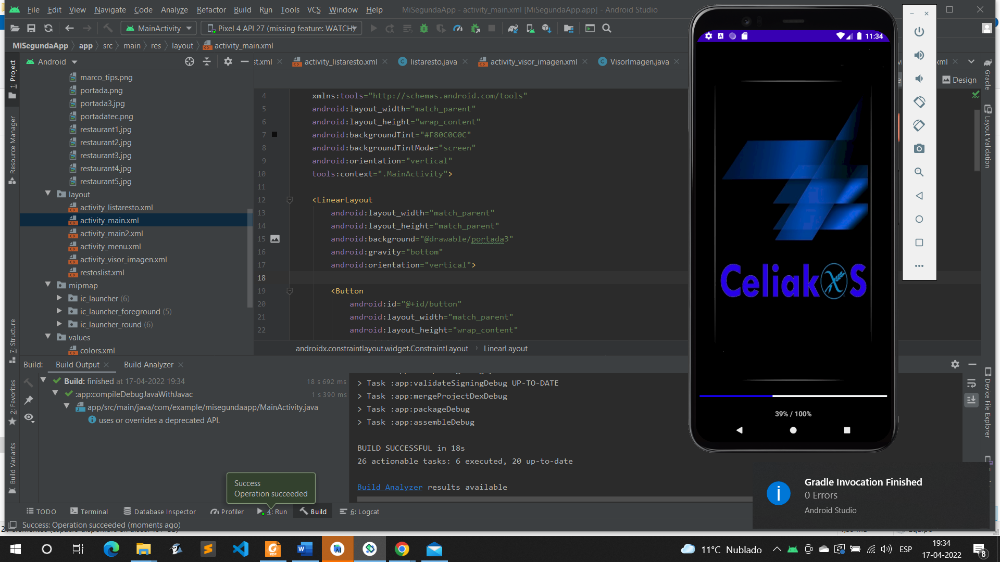 File Edit View Navigate Code Analyze Refactor Build Run Tools VCS Window Help MiSegundaApp - activity_main.xml [MiSegundaApp.app] - Android Studio
MainActivity Pixel 4 API 27 (missing feature: WATCH)
MiSegundaApp app src main res layout activity_main.xml
Android
st.xml activity_listaresto.xml listaresto.java activity_visor_imagen.xml VisorImagen.java
Design
1: Project
Resource Manager
7: Structure
2: Favorites
Build Variants
marco_tips.png
portada.png
portada3.jpg
portadatec.png
restaurant1.jpg
restaurant2.jpg
restaurant3.jpg
restaurant4.jpg
restaurant5.jpg
layout
activity_listaresto.xml
activity_main.xml
activity_main2.xml
activity_menu.xml
activity_visor_imagen.xml
restoslist.xml
mipmap
ic_launcher (6)
ic_launcher_foreground (5)
ic_launcher_round (6)
values
colors.xml
4 xmlns:tools="http://schemas.android.com/tools"
5 android:layout_width="match_parent"
6 android:layout_height="wrap_content"
7 android:backgroundTint="#F80C0C0C"
8 android:backgroundTintMode="screen"
9 android:orientation="vertical"
10 tools:context=".MainActivity">
11
12 <LinearLayout
13 android:layout_width="match_parent"
14 android:layout_height="match_parent"
15 android:background="@drawable/portada3"
16 android:gravity="bottom"
17 android:orientation="vertical">
18
19 <Button
20 android:id="@+id/button"
21 android:layout_width="match_parent"
22 android:layout_height="wrap_content"
androidx.constraintlayout.widget.ConstraintLayout LinearLayout
11:34
CeliakS
39% / 100%
Gradle
Layout Validation
Device File Explorer
Build: Build Output Build Analyzer
Build: finished at 17-04-2022 19:34 18 s 692 ms
:app:compileDebugJavaWithJavac 1 s 390 ms
app/src/main/java/com/example/misegundaapp/MainActivity.java
uses or overrides a deprecated API.
> Task :app:validateSigningDebug UP-TO-DATE
> Task :app:mergeProjectDexDebug
> Task :app:packageDebug
> Task :app:assembleDebug
BUILD SUCCESSFUL in 18s
26 actionable tasks: 6 executed, 20 up-to-date
Build Analyzer results available
Success
Operation succeeded
Gradle Invocation Finished
0 Errors
Android Studio
TODO Terminal Database Inspector Profiler 4: Run Build 6: Logcat
Success: Operation succeeded (moments ago)
11°C Nublado ESP 19:34
17-04-2022 8